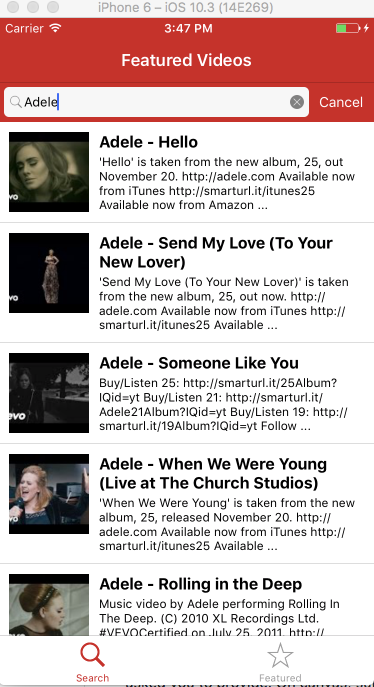 iPhone 6 – iOS 10.3 (14E269)
Carrier 3:47 PM
Featured Videos
Adele Cancel
Adele - Hello
'Hello' is taken from the new album, 25, out
November 20. http://adele.com Available now
from iTunes http://smarturl.it/itunes25
Available now from Amazon ...
Adele - Send My Love (To Your
New Lover)
'Send My Love (To Your New Lover)' is taken
from the new album, 25, out now. http://
adele.com Available now from iTunes http://
smarturl.it/itunes25 Available ...
Adele - Someone Like You
Buy/Listen 25: http://smarturl.it/25Album?
IQid=yt Buy/Listen 21: http://smarturl.it/
Adele21Album?IQid=yt Buy/Listen 19: http://
smarturl.it/19Album?IQid=yt Follow ...
evo
Adele - When We Were Young
(Live at The Church Studios)
'When We Were Young' is taken from the new
album, 25, released November 20. http://
adele.com Available now from iTunes http://
smarturl.it/itunes25 Available ...
Adele - Rolling in the Deep
Music video by Adele performing Rolling In
The Deep. (C) 2010 XL Recordings Ltd.
#VEVOCertified on July 25, 2011. http://
Search Featured